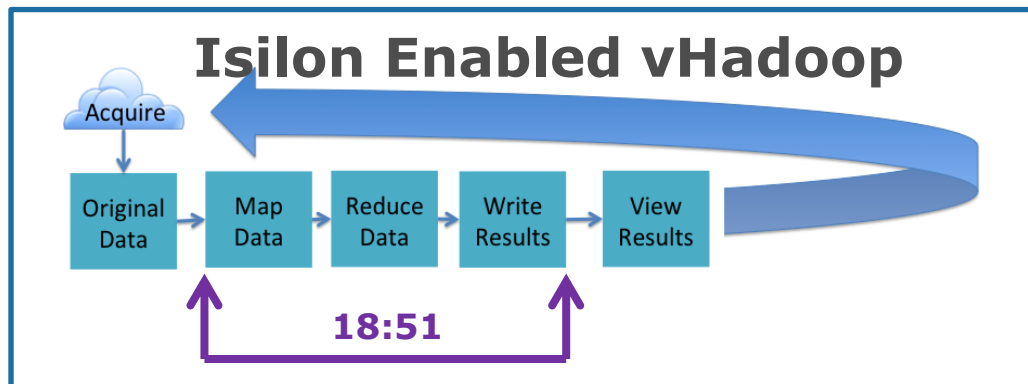 Isilon Enabled vHadoop
Acquire
Original
Data
Map
Data
Reduce
Data
Write
Results
View
Results
18:51